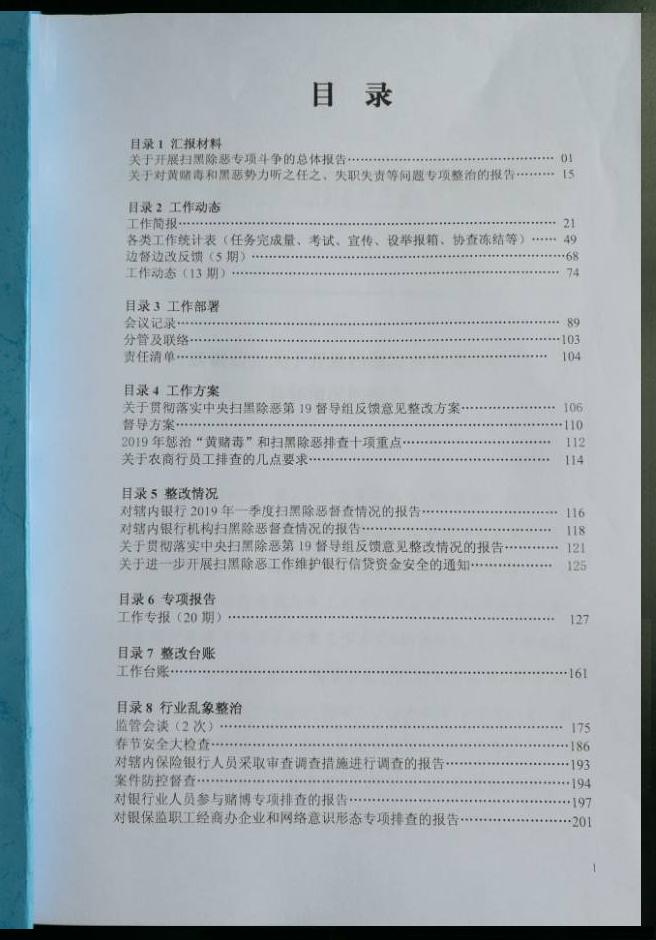 目 录
目录 1 汇报材料
关于开展扫黑除恶专项斗争的总体报告………………………… 01
关于对黄赌毒和黑恶势力听之任之、失职失责等问题专项整治的报告……… 15
目录 2 工作动态
工作简报………………………… 21
各类工作统计表（任务完成量、考试、宣传、设举报箱、协查冻结等）…… 49
边督边改反馈（5 期）…………………………68
工作动态（13 期）………………………… 74
目录 3 工作部署
会议记录………………………… 89
分管及联络…………………………103
责任清单………………………… 104
目录 4 工作方案
关于贯彻落实中央扫黑除恶第 19 督导组反馈意见整改方案…………… 106
督导方案…………………………110
2019 年惩治“黄赌毒”和扫黑除恶排查十项重点………………… 112
关于农商行员工排查的几点要求………………………… 114
目录 5 整改情况
对辖内银行 2019 年一季度扫黑除恶督查情况的报告……………… 116
对辖内银行机构扫黑除恶督查情况的报告……………………… 118
关于贯彻落实中央扫黑除恶第 19 督导组反馈意见整改情况的报告……… 121
关于进一步开展扫黑除恶工作维护银行信贷资金安全的通知………… 125
目录 6 专项报告
工作专报（20 期）………………………… 127
目录 7 整改台账
工作台账…………………………161
目录 8 行业乱象整治
监管会谈（2 次）………………………… 175
春节安全大检查…………………………186
对辖内保险银行人员采取审查调查措施进行调查的报告………………193
案件防控督查…………………………194
对银行业人员参与赌博专项排查的报告………………………197
对银保监职工经商办企业和网络意识形态专项排查的报告……………201
1